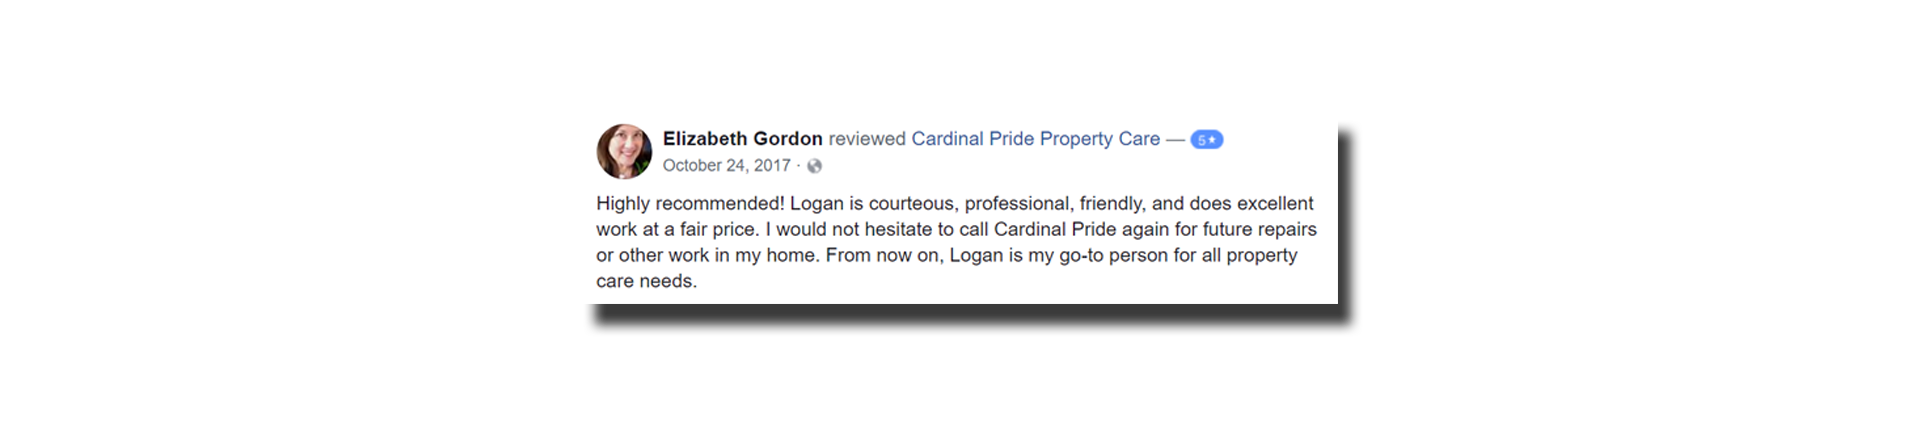 Elizabeth Gordon reviewed Cardinal Pride Property Care — 5★
October 24, 2017 ·
Highly recommended! Logan is courteous, professional, friendly, and does excellent
work at a fair price. I would not hesitate to call Cardinal Pride again for future repairs
or other work in my home. From now on, Logan is my go-to person for all property
care needs.